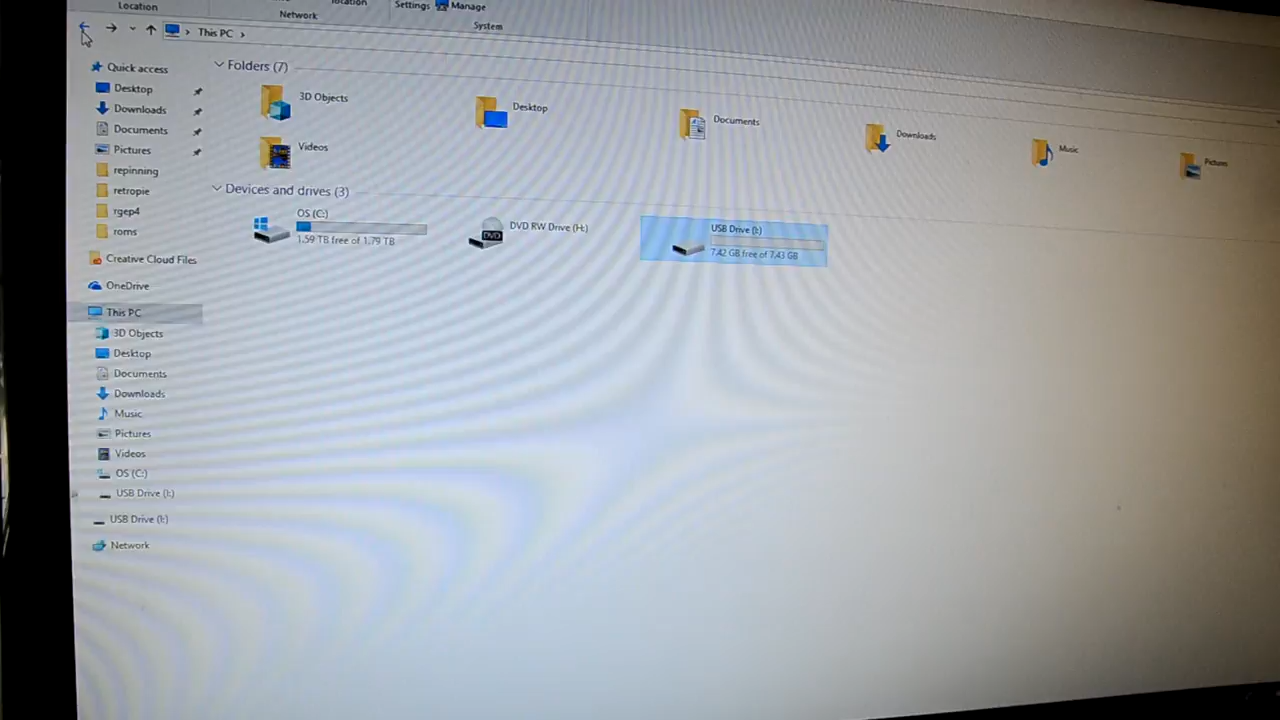 Location
Network
location
Settings Manage
System
This PC
Quick access
Desktop
Downloads
Documents
Pictures
repinning
retropie
rgep4
roms
Creative Cloud Files
OneDrive
This PC
3D Objects
Desktop
Documents
Downloads
Music
Pictures
Videos
OS (C:)
USB Drive (I:)
USB Drive (I:)
Network
Folders (7)
3D Objects
Desktop
Documents
Downloads
Music
Pictures
Videos
Devices and drives (3)
OS (C:)
1.59 TB free of 1.79 TB
DVD RW Drive (H:)
DVD
USB Drive (I:)
7.42 GB free of 7.43 GB